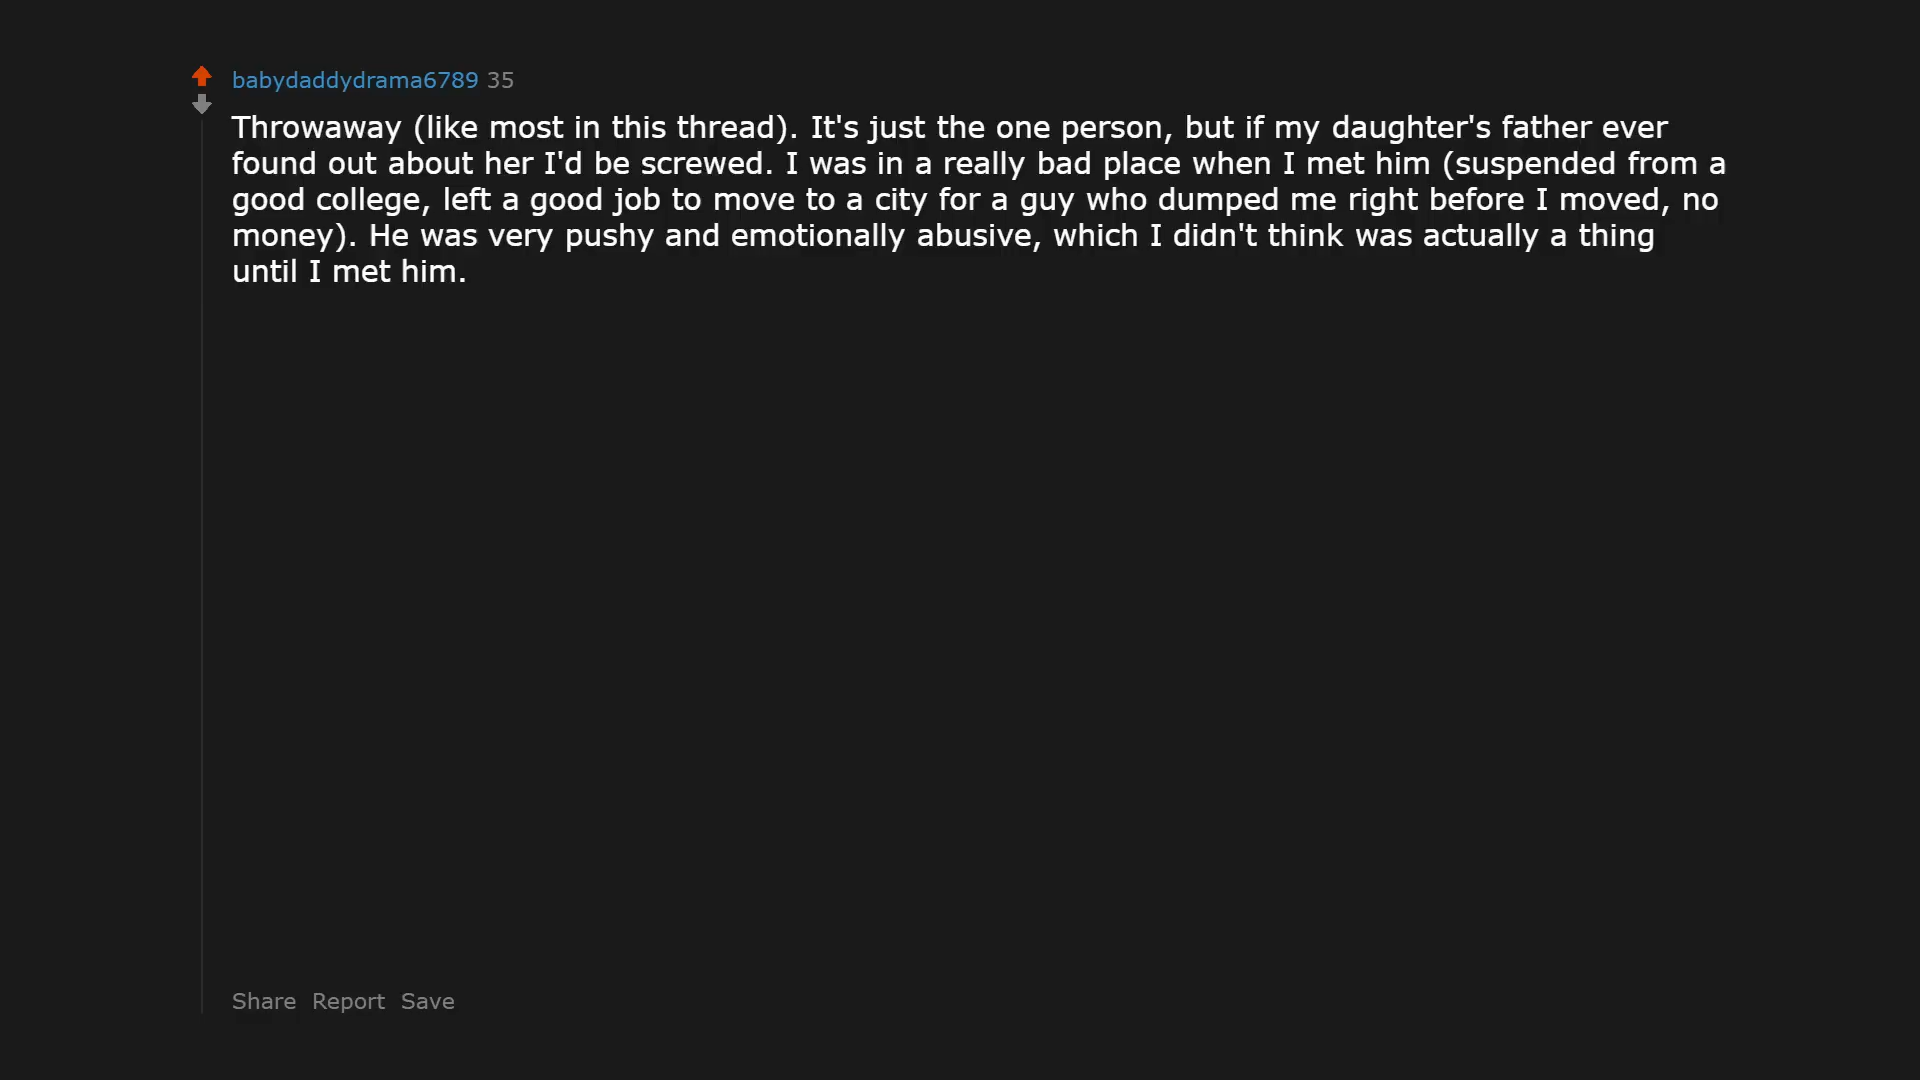 babydaddydrama6789 35
Throwaway (like most in this thread). It's just the one person, but if my daughter's father ever
found out about her I'd be screwed. I was in a really bad place when I met him (suspended from a
good college, left a good job to move to a city for a guy who dumped me right before I moved, no
money). He was very pushy and emotionally abusive, which I didn't think was actually a thing
until I met him.
Share Report Save